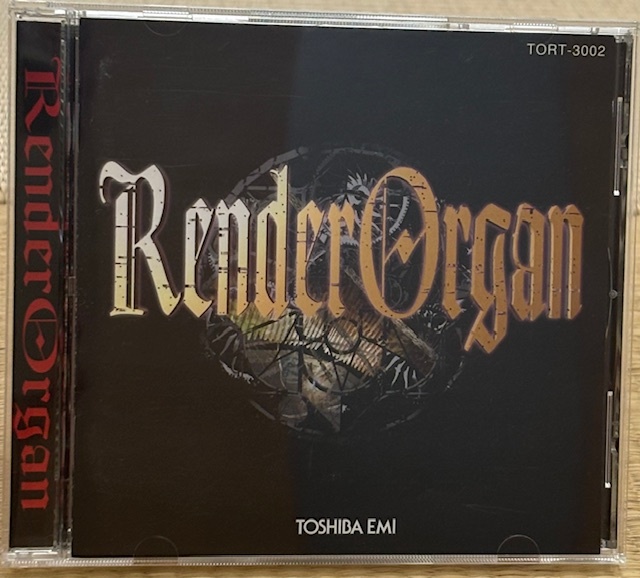 RenderOrgan
TORT-3002
RenderOrgan
TOSHIBA EMI